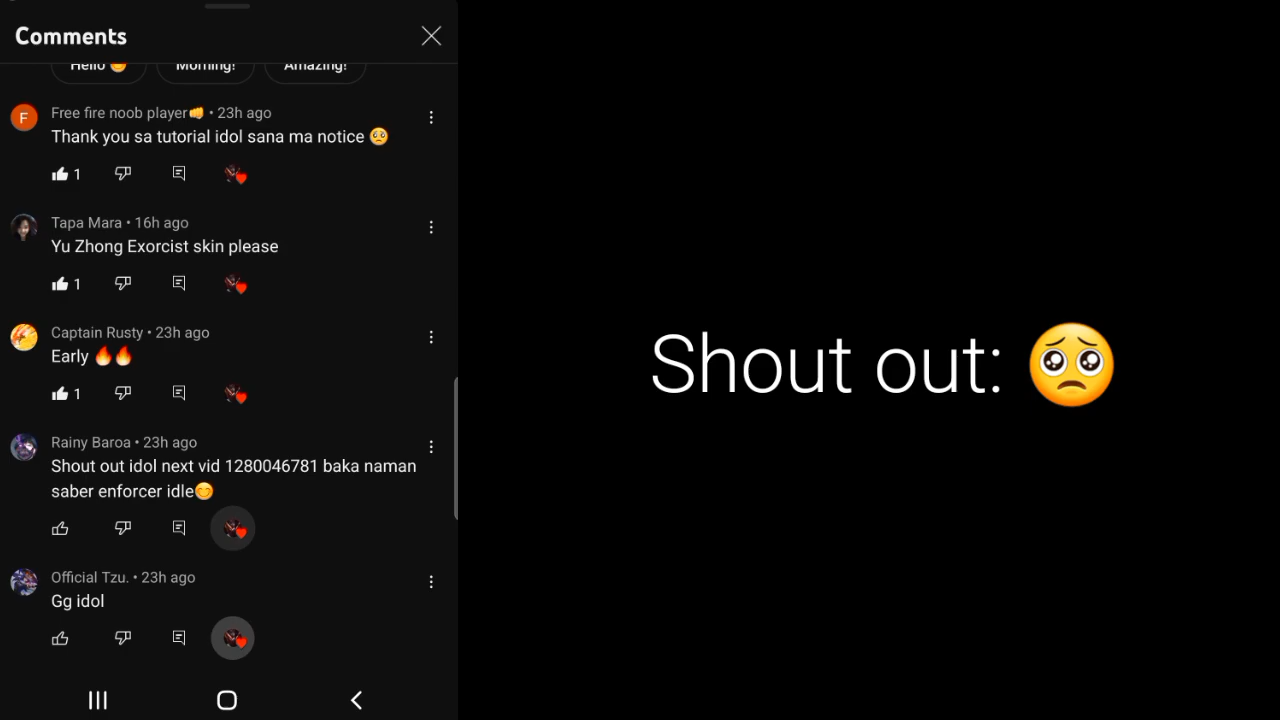 Comments
Hello 😊 Morning! Amazing!
F Free fire noob player👊 • 23h ago
Thank you sa tutorial idol sana ma notice 🥺
1
Tapa Mara • 16h ago
Yu Zhong Exorcist skin please
1
Captain Rusty • 23h ago
Early 🔥🔥
1
Rainy Baroa • 23h ago
Shout out idol next vid 1280046781 baka naman
saber enforcer idle😊
Official Tzu. • 23h ago
Gg idol
Shout out: 🥺